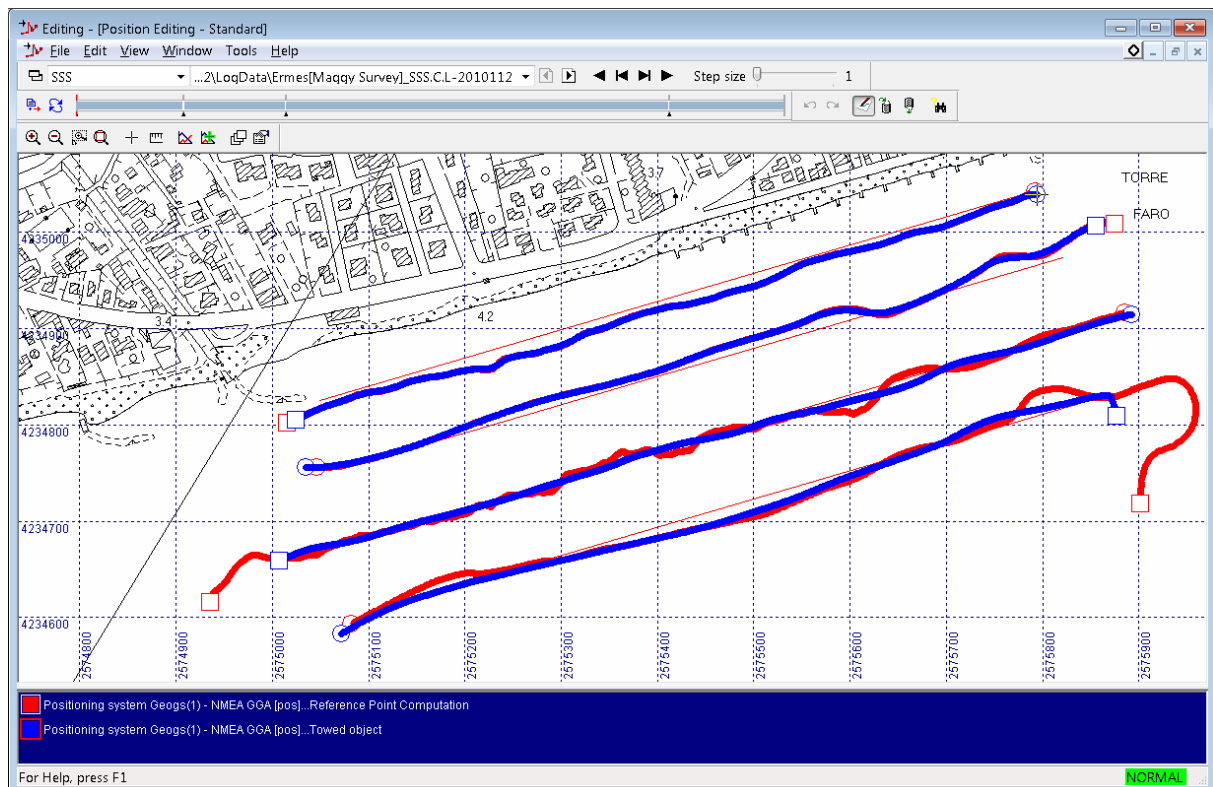 Editing - [Position Editing - Standard]
File Edit View Window Tools Help
SSS ...2\LogData\Ermes[Maggy Survey]_SSS.C.L-2010112 Step size 1
TORRE
3.7
FARO
4235000
3.4
4.2
4234900
4234800
4234700
4234600
2574800 2574900 2575000 2575100 2575200 2575300 2575400 2575500 2575600 2575700 2575800 2575900
Positioning system Geogs(1) - NMEA GGA [pos]...Reference Point Computation
Positioning system Geogs(1) - NMEA GGA [pos]...Towed object
For Help, press F1 NORMAL